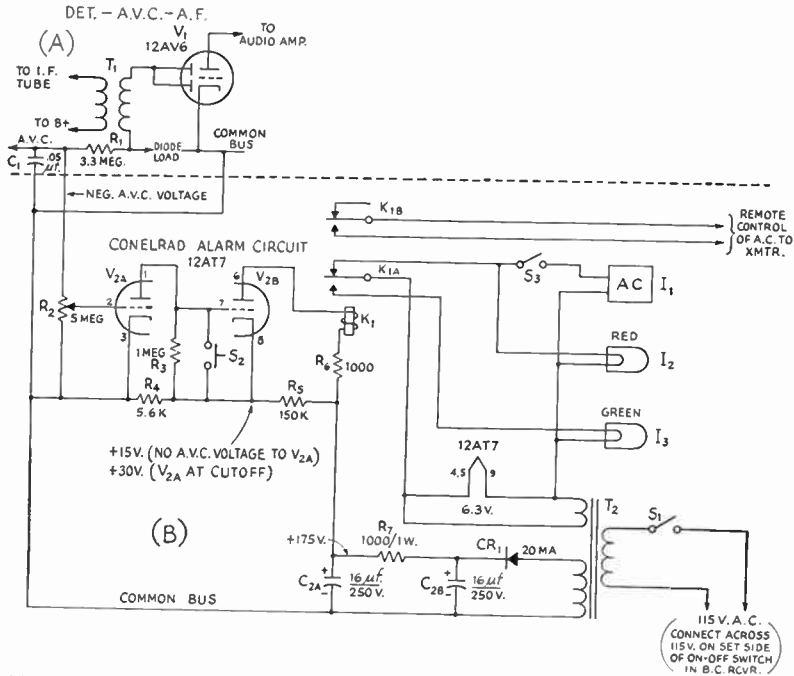 DET.-A.V.C.-A.F.
(A)
V1
12AV6
TO
AUDIO AMP.
T1
TO I.F.
TUBE
TO B+
A.V.C.
R1
3.3 MEG.
DIODE
LOAD
COMMON
BUS
C1
.05
µf.
NEG. A.V.C. VOLTAGE
K1B
REMOTE
CONTROL
OF A.C. TO
XMTR.
CONELRAD ALARM CIRCUIT
12AT7
V2A
1
6
V2B
K1A
S3
AC
I1
R2
5 MEG
2
3
7
8
1 MEG
R3
S2
K1
R6
1000
RED
I2
R4
5.6 K
R5
150K
GREEN
I3
+15V. (NO A.V.C. VOLTAGE TO V2A)
+30V. (V2A AT CUTOFF)
12AT7
4,5
9
6.3 V.
T2
S1
(B)
+175V.
R7
1000/1W.
CR1
20 MA
C2A
+
-
16 µf
250 V.
C2B
+
-
16 µf
250 V.
COMMON BUS
115 V. A.C.
CONNECT ACROSS
115 V. ON SET SIDE
OF ON-OFF SWITCH
IN B.C. RCVR.